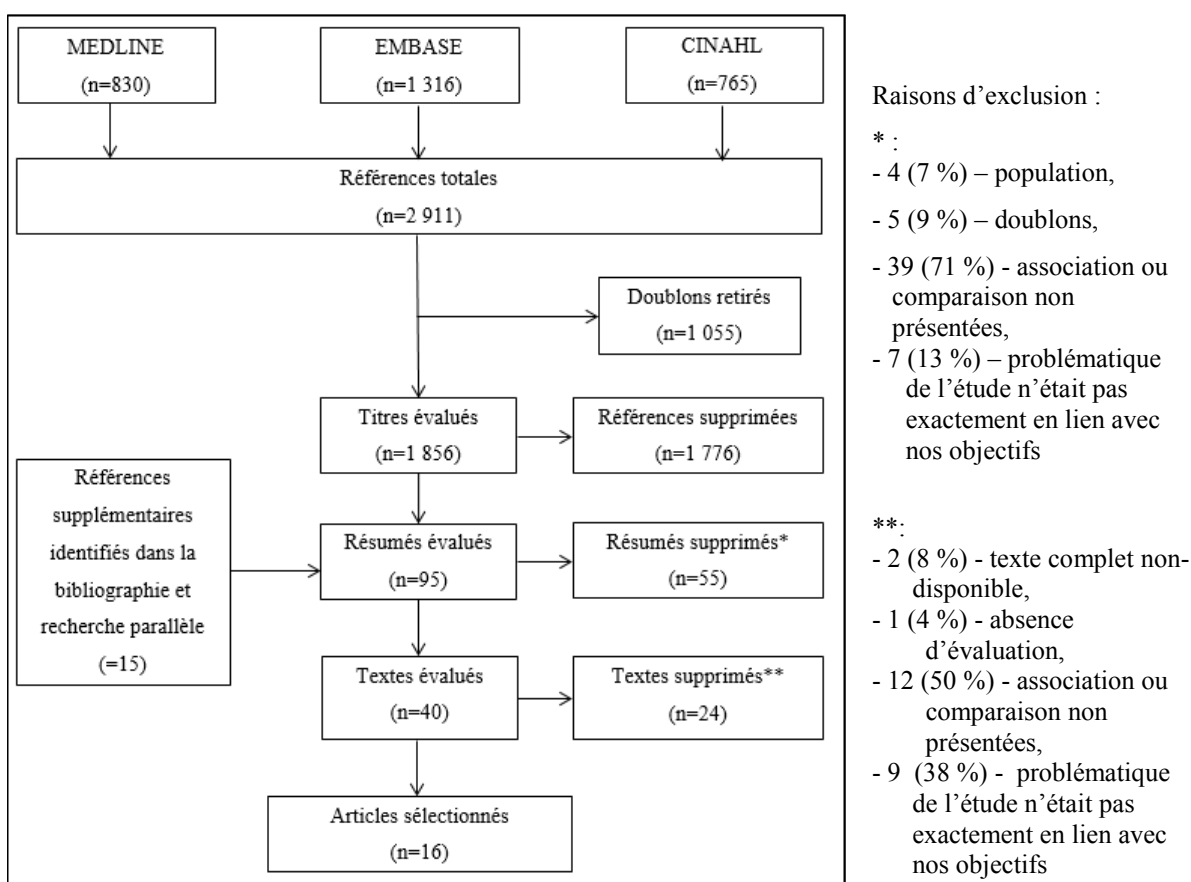 MEDLINE
(n=830)
EMBASE
(n=1 316)
CINAHL
(n=765)
Références totales
(n=2 911)
Doublons retirés
(n=1 055)
Titres évalués
(n=1 856)
Références supprimées
(n=1 776)
Références
supplémentaires
identifiés dans la
bibliographie et
recherche parallèle
(=15)
Résumés évalués
(n=95)
Résumés supprimés*
(n=55)
Textes évalués
(n=40)
Textes supprimés**
(n=24)
Articles sélectionnés
(n=16)
Raisons d’exclusion :
* :
- 4 (7 %) – population,
- 5 (9 %) – doublons,
- 39 (71 %) - association ou
comparaison non
présentées,
- 7 (13 %) – problématique
de l’étude n’était pas
exactement en lien avec
nos objectifs
**:
- 2 (8 %) - texte complet non-
disponible,
- 1 (4 %) - absence
d’évaluation,
- 12 (50 %) - association ou
comparaison non
présentées,
- 9 (38 %) - problématique
de l’étude n’était pas
exactement en lien avec
nos objectifs